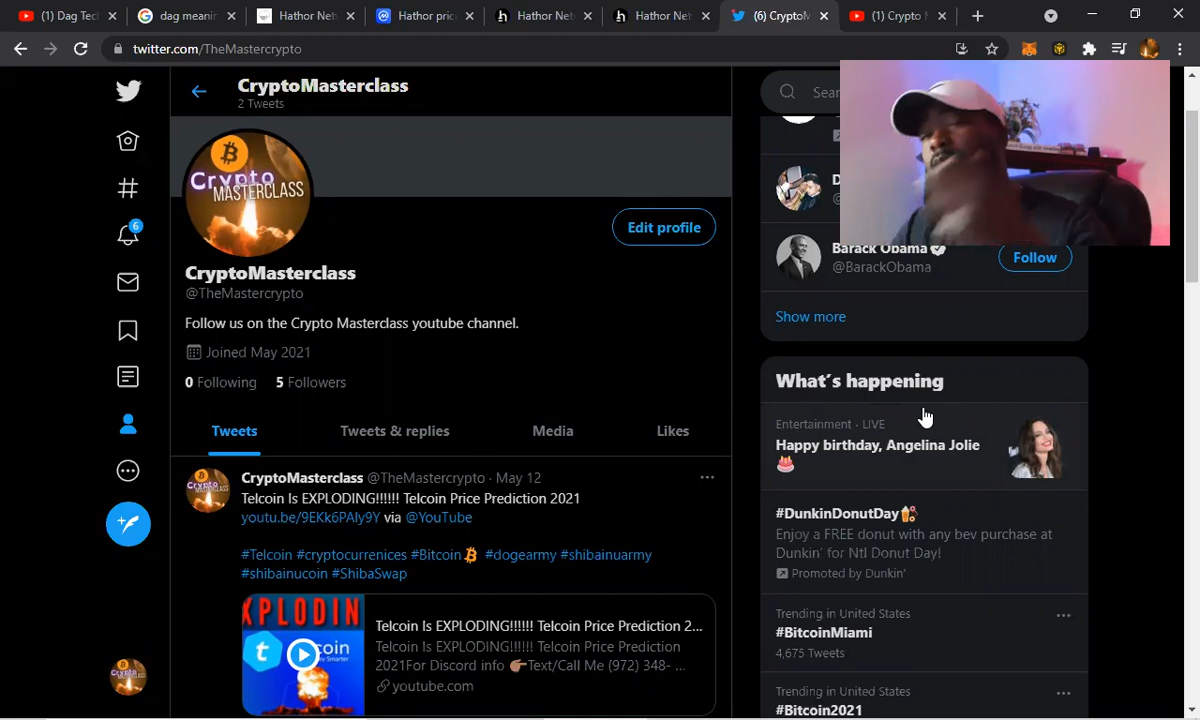 (1) Dag Tec
dag meanin
Hathor Net
Hathor price
Hathor Net
Hathor Net
(6) CryptoM
(1) Crypto M
twitter.com/TheMastercrypto
CryptoMasterclass
2 Tweets
Crypto
MASTERCLASS
Edit profile
CryptoMasterclass
@TheMastercrypto
Follow us on the Crypto Masterclass youtube channel.
Joined May 2021
0 Following 5 Followers
Tweets Tweets & replies Media Likes
CryptoMasterclass @TheMastercrypto · May 12
Telcoin Is EXPLODING!!!!!! Telcoin Price Prediction 2021
youtu.be/9EKk6PAIy9Y via @YouTube
#Telcoin #cryptocurrenices #Bitcoin #dogearmy #shibainuarmy
#shibainucoin #ShibaSwap
XPLODIN
Telcoin Is EXPLODING!!!!!! Telcoin Price Prediction 2...
Telcoin Is EXPLODING!!!!!! Telcoin Price Prediction
2021For Discord info 👉Text/Call Me (972) 348- ...
youtube.com
6
Sear
D
@
Barack Obama
@BarackObama
Follow
Show more
What's happening
Entertainment · LIVE
Happy birthday, Angelina Jolie
#DunkinDonutDay
Enjoy a FREE donut with any bev purchase at
Dunkin' for Ntl Donut Day!
Promoted by Dunkin'
Trending in United States
#BitcoinMiami
4,675 Tweets
Trending in United States
#Bitcoin2021